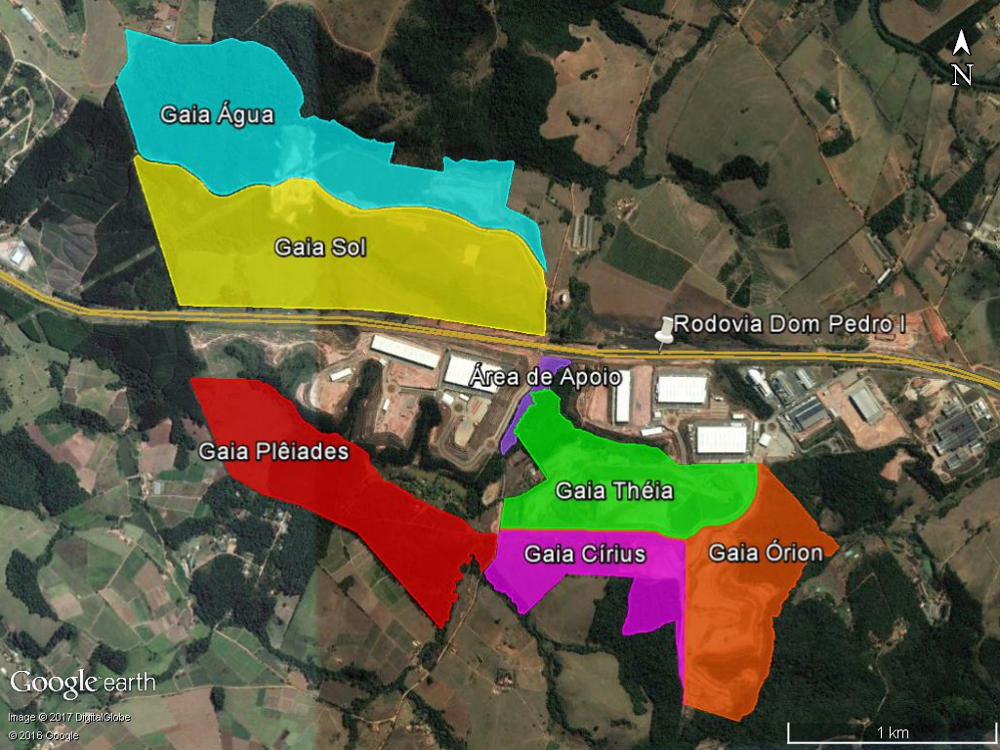 N
Gaia Água
Gaia Sol
Rodovia Dom Pedro I
Área de Apoio
Gaia Plêiades
Gaia Théia
Gaia Círius
Gaia Órion
Google earth
Image © 2017 DigitalGlobe
© 2016 Google
1 km